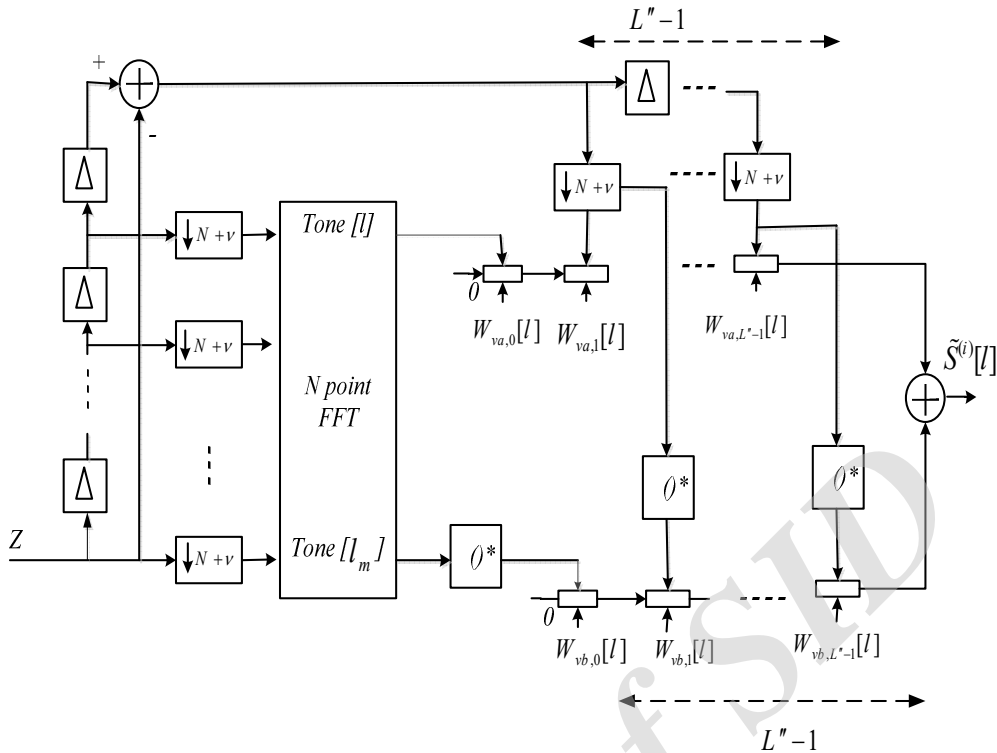 L″−1
+
-
Δ
Δ
Δ
Δ
↓ N+ν
↓ N+ν
↓ N+ν
↓ N+ν
↓ N+ν
Tone [l]
N point
FFT
Tone [l_m]
0
W_{va,0}[l]
W_{va,1}[l]
W_{va,L″−1}[l]
S̃^{(i)}[l]
()*
()*
()*
Z
0
W_{vb,0}[l]
W_{vb,1}[l]
W_{vb,L″−1}[l]
L″−1
f SID